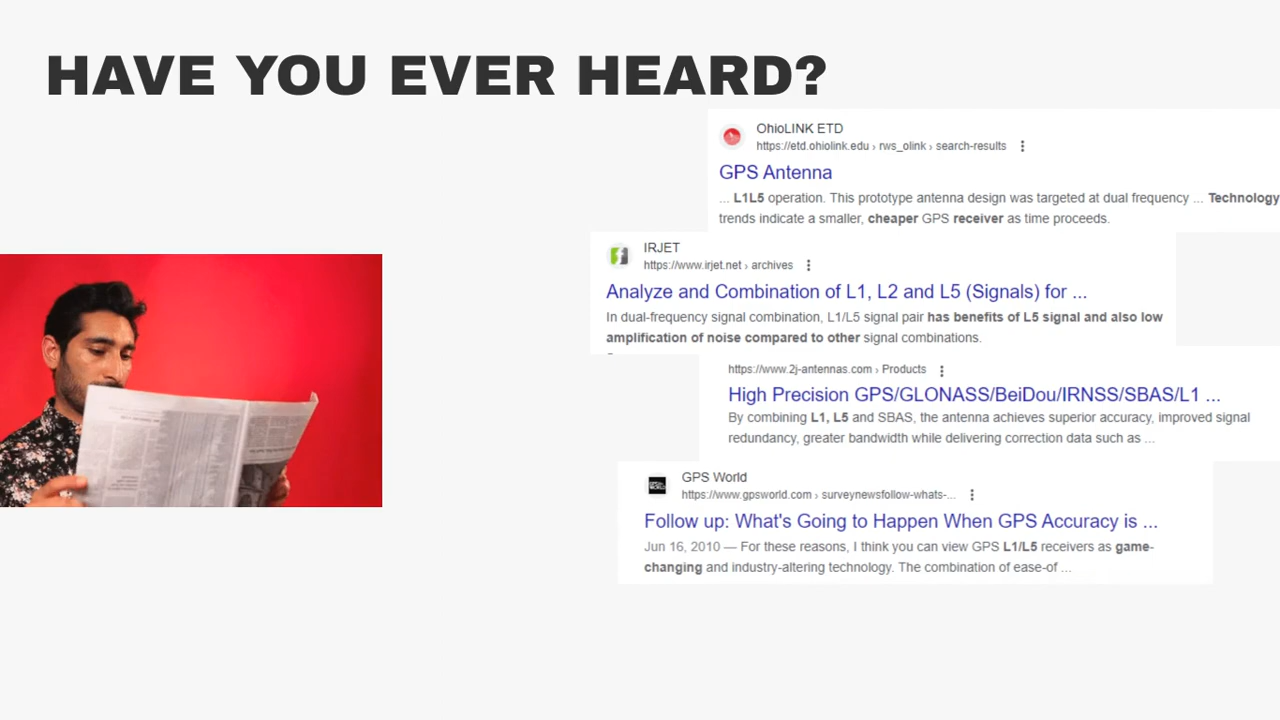 HAVE YOU EVER HEARD?
OhioLINK ETD
https://etd.ohiolink.edu › rws_olink › search-results
GPS Antenna
... L1L5 operation. This prototype antenna design was targeted at dual frequency ... Technology
trends indicate a smaller, cheaper GPS receiver as time proceeds.
IRJET
https://www.irjet.net › archives
Analyze and Combination of L1, L2 and L5 (Signals) for ...
In dual-frequency signal combination, L1/L5 signal pair has benefits of L5 signal and also low
amplification of noise compared to other signal combinations.
https://www.2j-antennas.com › Products
High Precision GPS/GLONASS/BeiDou/IRNSS/SBAS/L1 ...
By combining L1, L5 and SBAS, the antenna achieves superior accuracy, improved signal
redundancy, greater bandwidth while delivering correction data such as ...
GPS World
https://www.gpsworld.com › surveynewsfollow-whats-...
Follow up: What's Going to Happen When GPS Accuracy is ...
Jun 16, 2010 — For these reasons, I think you can view GPS L1/L5 receivers as game-
changing and industry-altering technology. The combination of ease-of ...